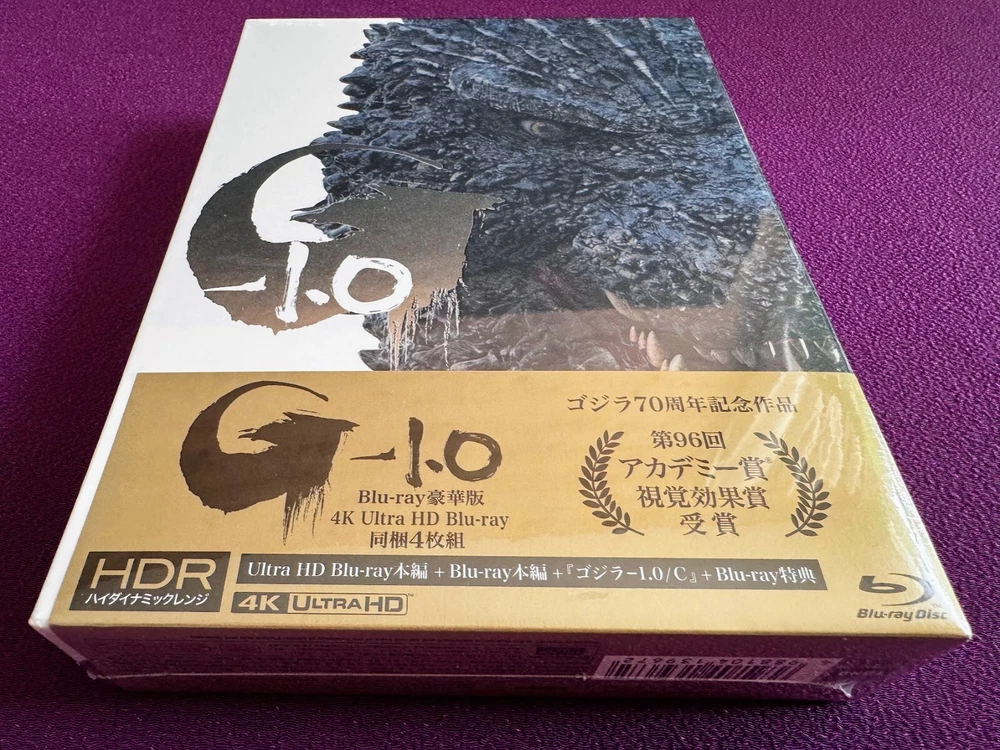 G-1.0
G-1.0
Blu-ray豪華版
4K Ultra HD Blu-ray
同梱4枚組
ゴジラ70周年記念作品
第96回
アカデミー賞®
視覚効果賞
受賞
HDR
ハイダイナミックレンジ
Ultra HD Blu-ray本編 + Blu-ray本編 +『ゴジラ-1.0/C』+ Blu-ray特典
4K ULTRA HD™
Blu-ray Disc™